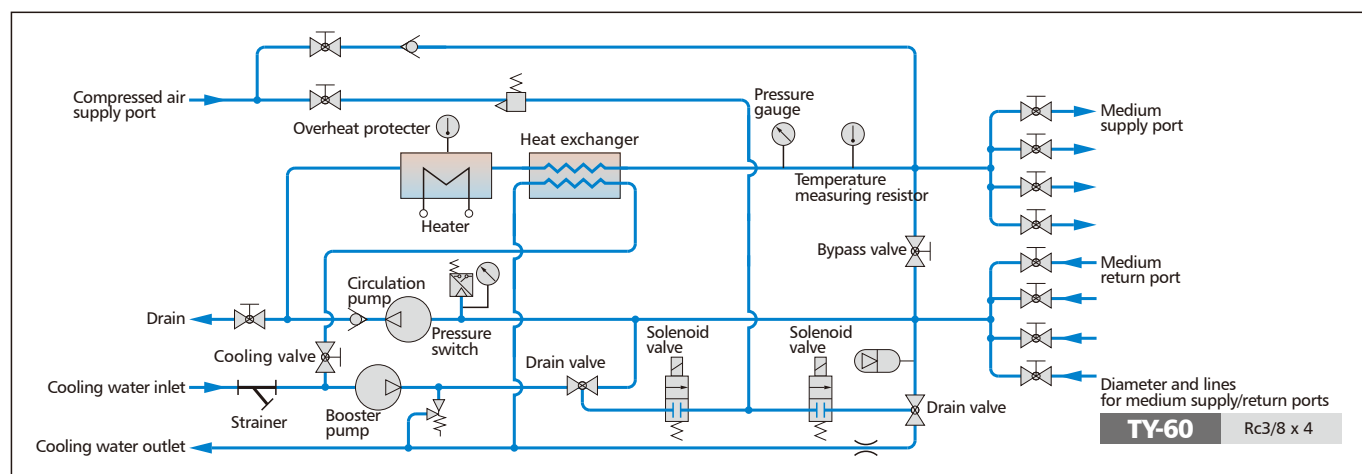 Compressed air
supply port
Overheat protecter
Heat exchanger
Pressure
gauge
Medium
supply port
Heater
Temperature
measuring resistor
Bypass valve
Medium
return port
Circulation
pump
Drain
Pressure
switch
Solenoid
valve
Solenoid
valve
Cooling valve
Drain valve
Cooling water inlet
Strainer
Booster
pump
Drain valve
Diameter and lines
for medium supply/return ports
TY-60 Rc3/8 x 4
Cooling water outlet